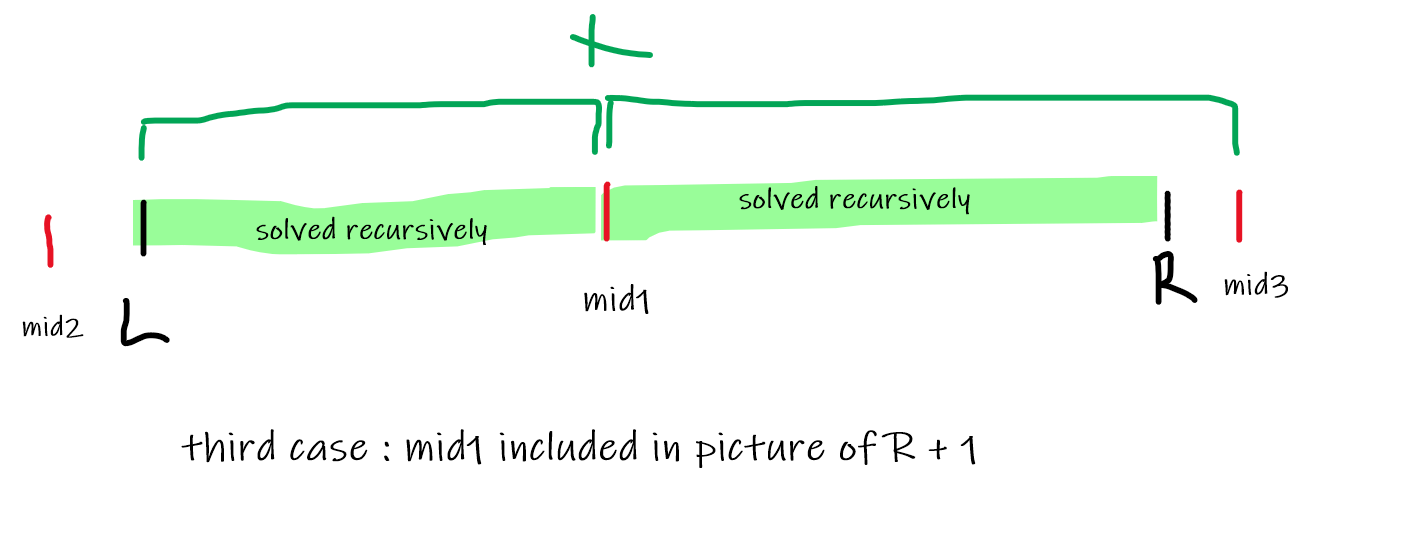 +
solved recursively
solved recursively
mid1
R
mid3
mid2
L
third case : mid1 included in picture of R + 1